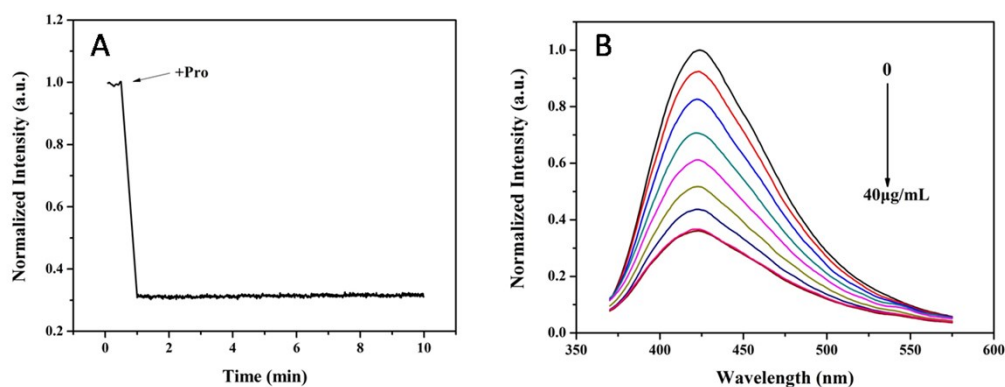 A
+Pro
Normalized Intensity (a.u.)
1.2
1.0
0.8
0.6
0.4
0.2
0 2 4 6 8 10
Time (min)
B
0
40μg/mL
Normalized Intensity (a.u.)
1.0
0.8
0.6
0.4
0.2
0.0
350 400 450 500 550 600
Wavelength (nm)